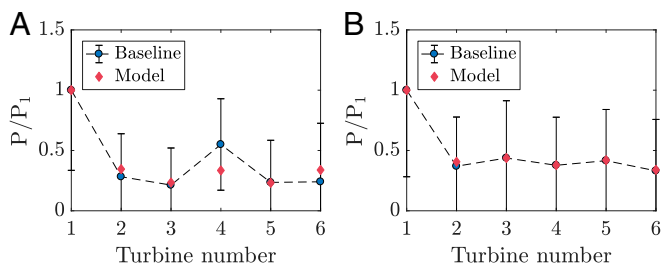 A
1.5
1
0.5
0
P/P1
Baseline
Model
1 2 3 4 5 6
Turbine number
B
1.5
1
0.5
0
P/P1
Baseline
Model
1 2 3 4 5 6
Turbine number